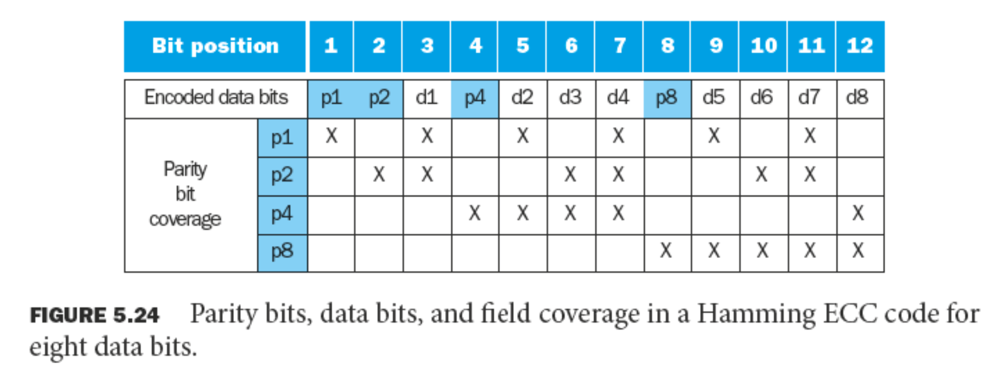 Bit position 1 2 3 4 5 6 7 8 9 10 11 12
Encoded data bits p1 p2 d1 p4 d2 d3 d4 p8 d5 d6 d7 d8
Parity
bit
coverage
p1 X X X X X X
p2 X X X X X X
p4 X X X X X
p8 X X X X X
FIGURE 5.24 Parity bits, data bits, and field coverage in a Hamming ECC code for
eight data bits.